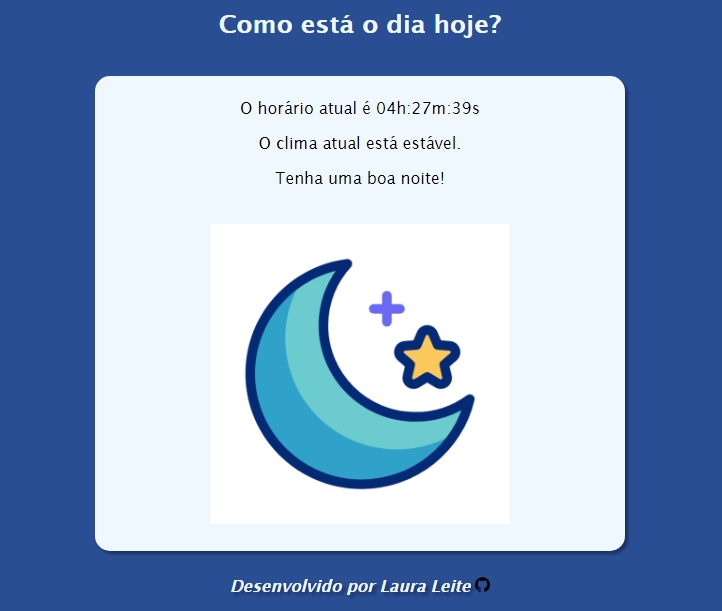 Como está o dia hoje?
O horário atual é 04h:27m:39s
O clima atual está estável.
Tenha uma boa noite!
Desenvolvido por Laura Leite